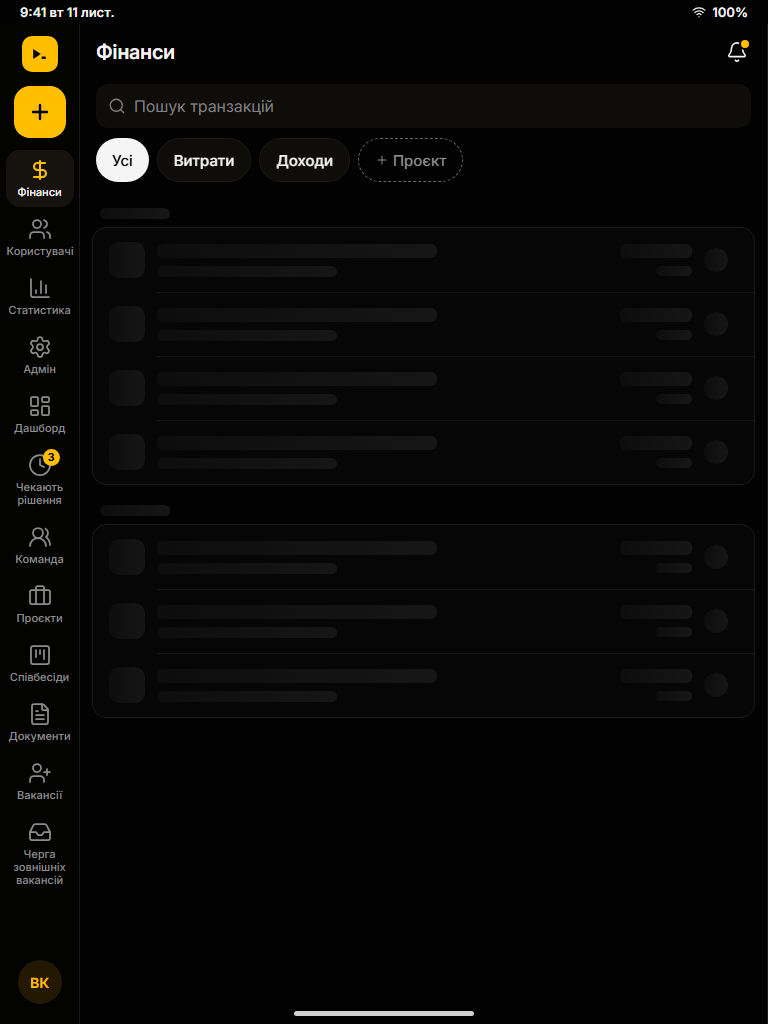 9:41 вт 11 лист.
100%
Фінанси
Пошук транзакцій
Усі
Витрати
Доходи
+ Проєкт
Фінанси
Користувачі
Статистика
Адмін
Дашборд
3
Чекають
рішення
Команда
Проєкти
Співбесіди
Документи
Вакансії
Черга
зовнішніх
вакансій
ВК